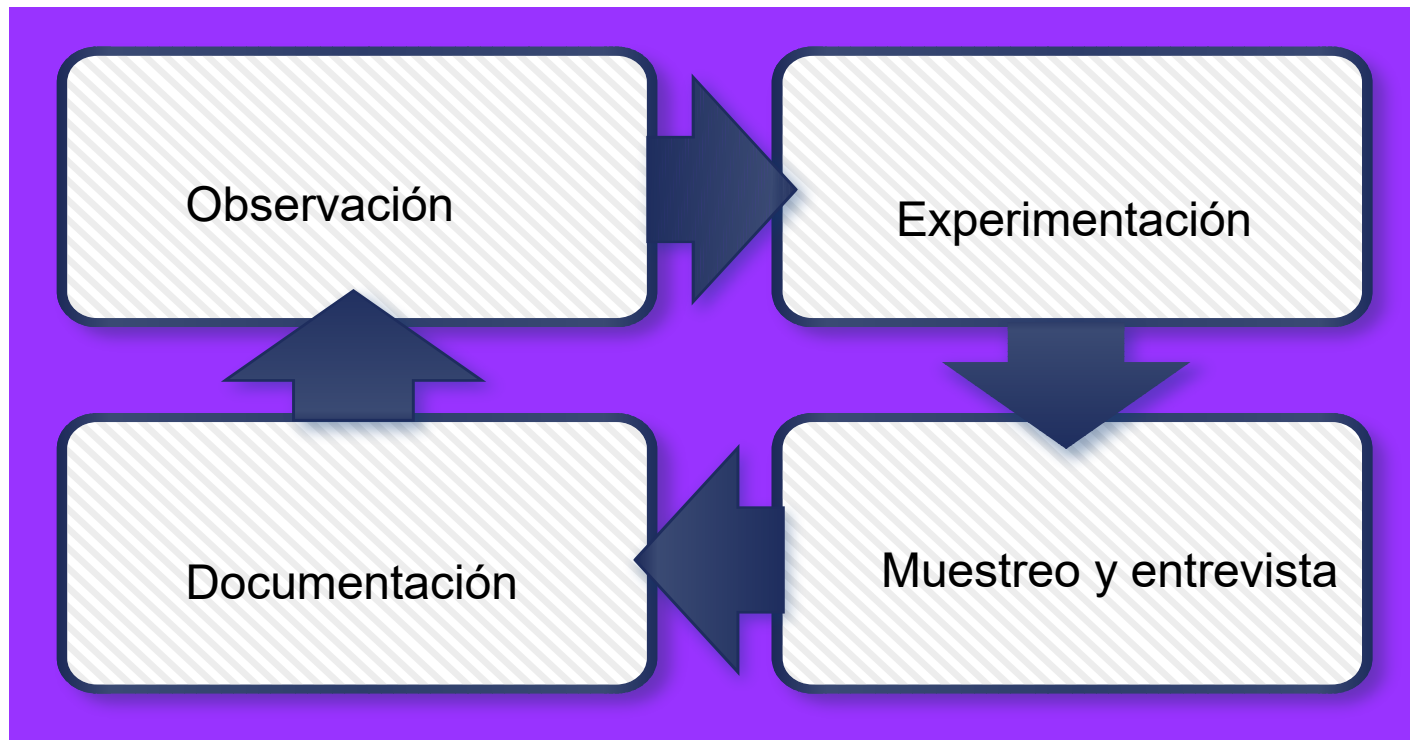 Observación
Experimentación
Documentación
Muestreo y entrevista